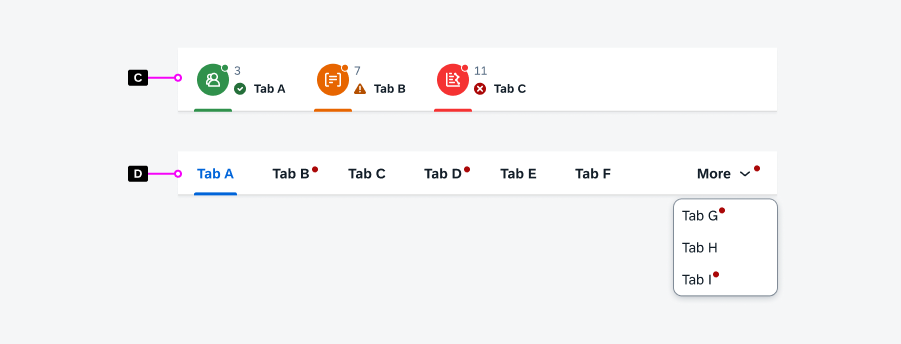 C
3
Tab A
7
Tab B
11
Tab C
D
Tab A Tab B Tab C Tab D Tab E Tab F More
Tab G
Tab H
Tab I